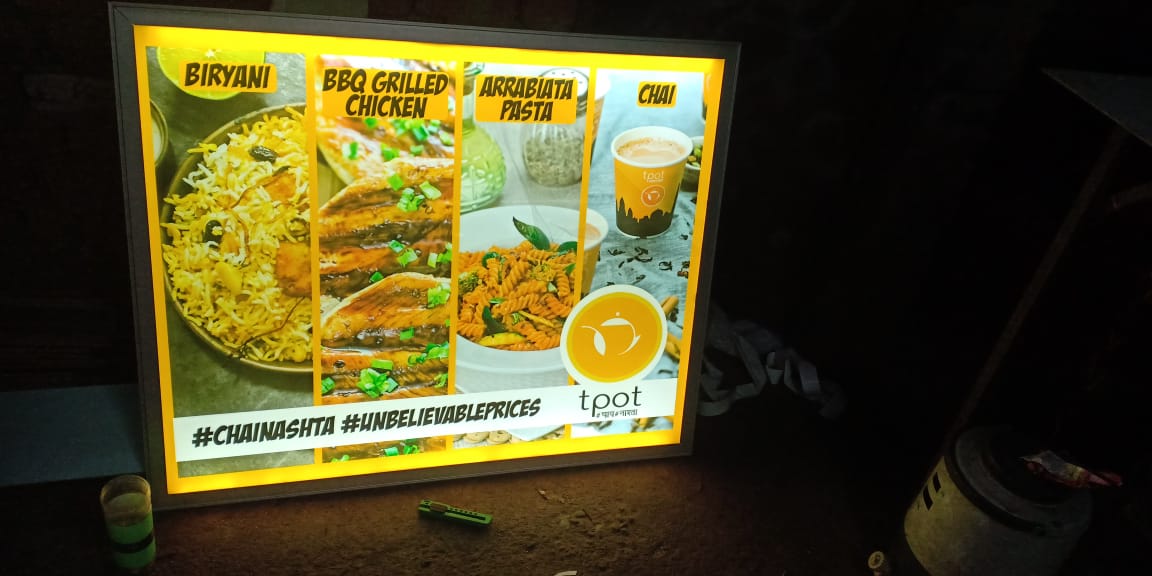 BIRYANI
BBQ GRILLED
CHICKEN
ARRABIATA
PASTA
CHAI
tpot
#CHAINASHTA #UNBELIEVABLEPRICES
tpot